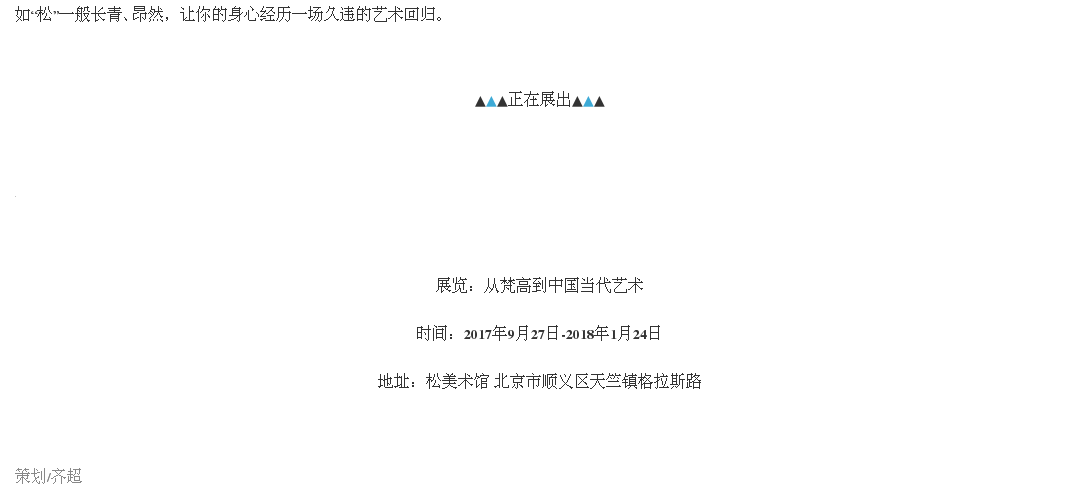 如“松”一般长青、昂然，让你的身心经历一场久违的艺术回归。
▲▲▲正在展出▲▲▲
展览：从梵高到中国当代艺术
时间：2017年9月27日-2018年1月24日
地址：松美术馆 北京市顺义区天竺镇格拉斯路
策划/齐超